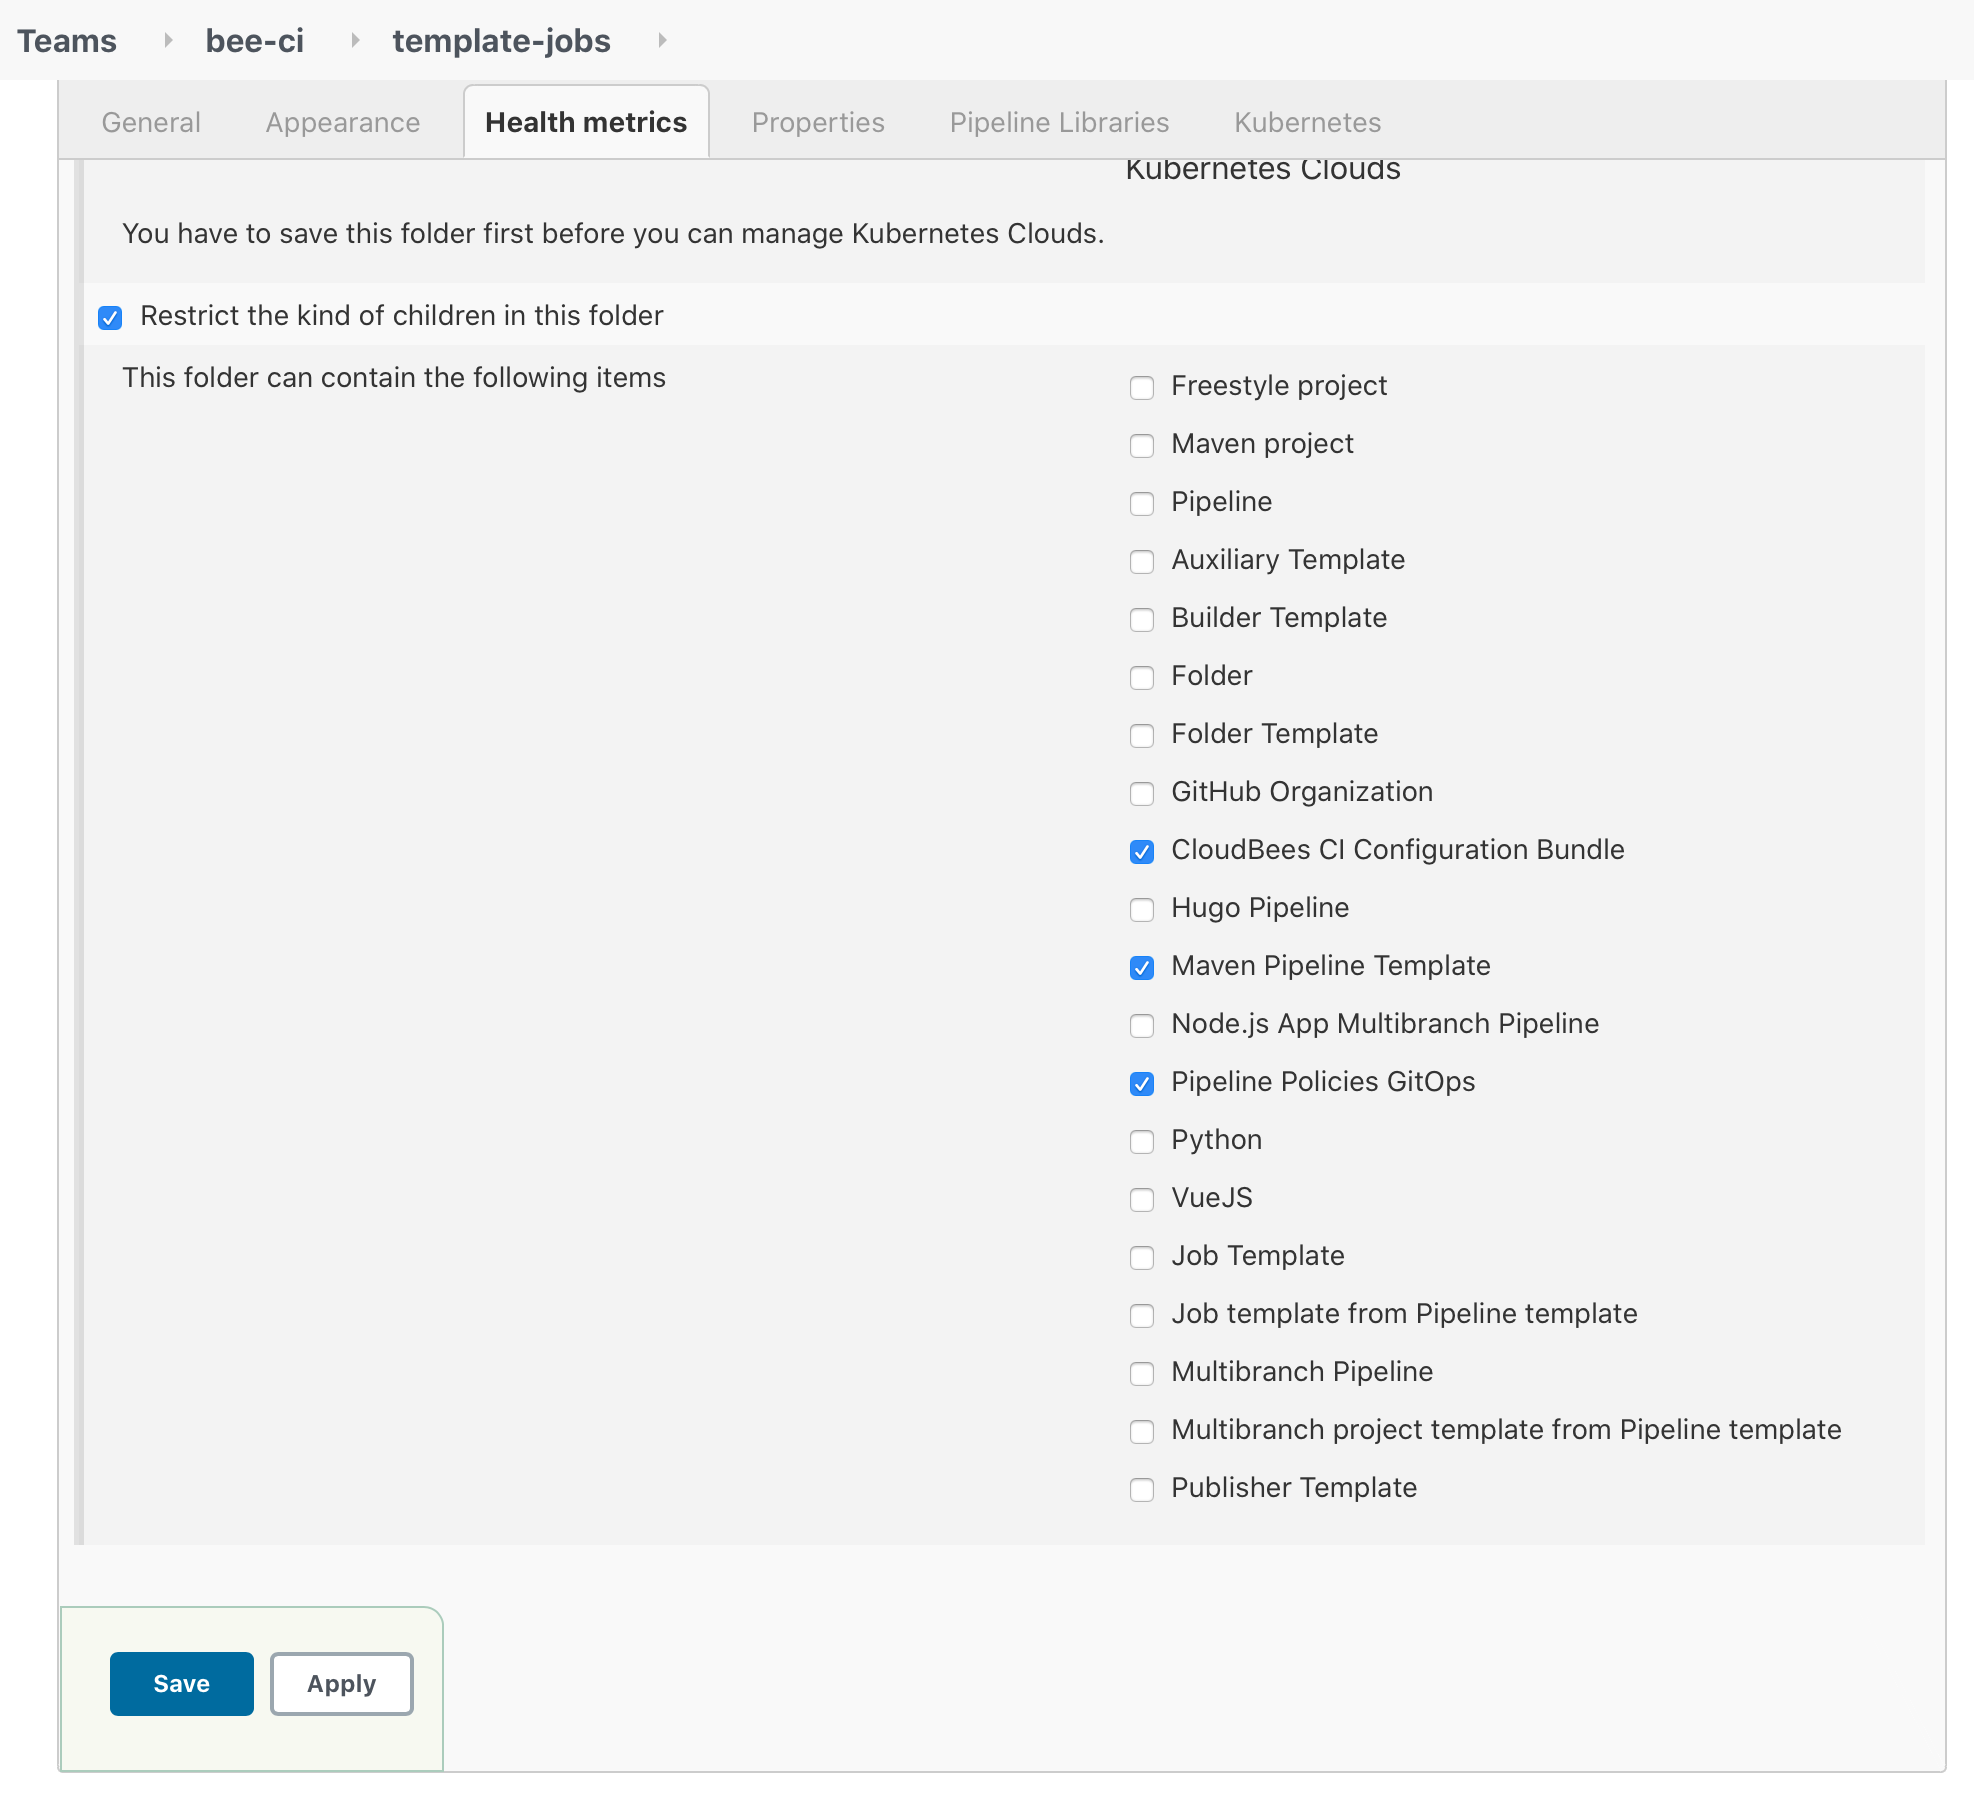 Teams bee-ci template-jobs
General Appearance Health metrics Properties Pipeline Libraries Kubernetes
Kubernetes Clouds
You have to save this folder first before you can manage Kubernetes Clouds.
Restrict the kind of children in this folder
This folder can contain the following items
Freestyle project
Maven project
Pipeline
Auxiliary Template
Builder Template
Folder
Folder Template
GitHub Organization
CloudBees CI Configuration Bundle
Hugo Pipeline
Maven Pipeline Template
Node.js App Multibranch Pipeline
Pipeline Policies GitOps
Python
VueJS
Job Template
Job template from Pipeline template
Multibranch Pipeline
Multibranch project template from Pipeline template
Publisher Template
Save Apply